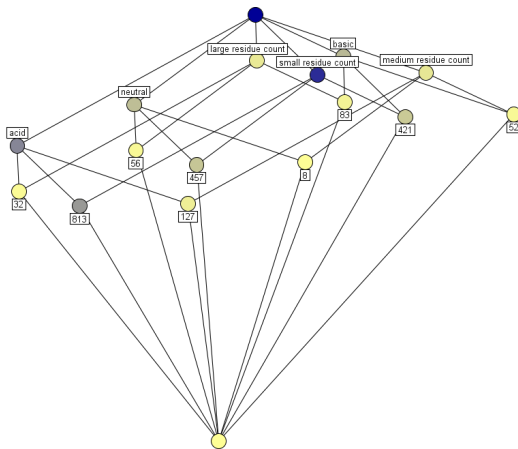 basic
large residue count
medium residue count
small residue count
neutral
83
52
421
acid
56
8
457
32
127
813